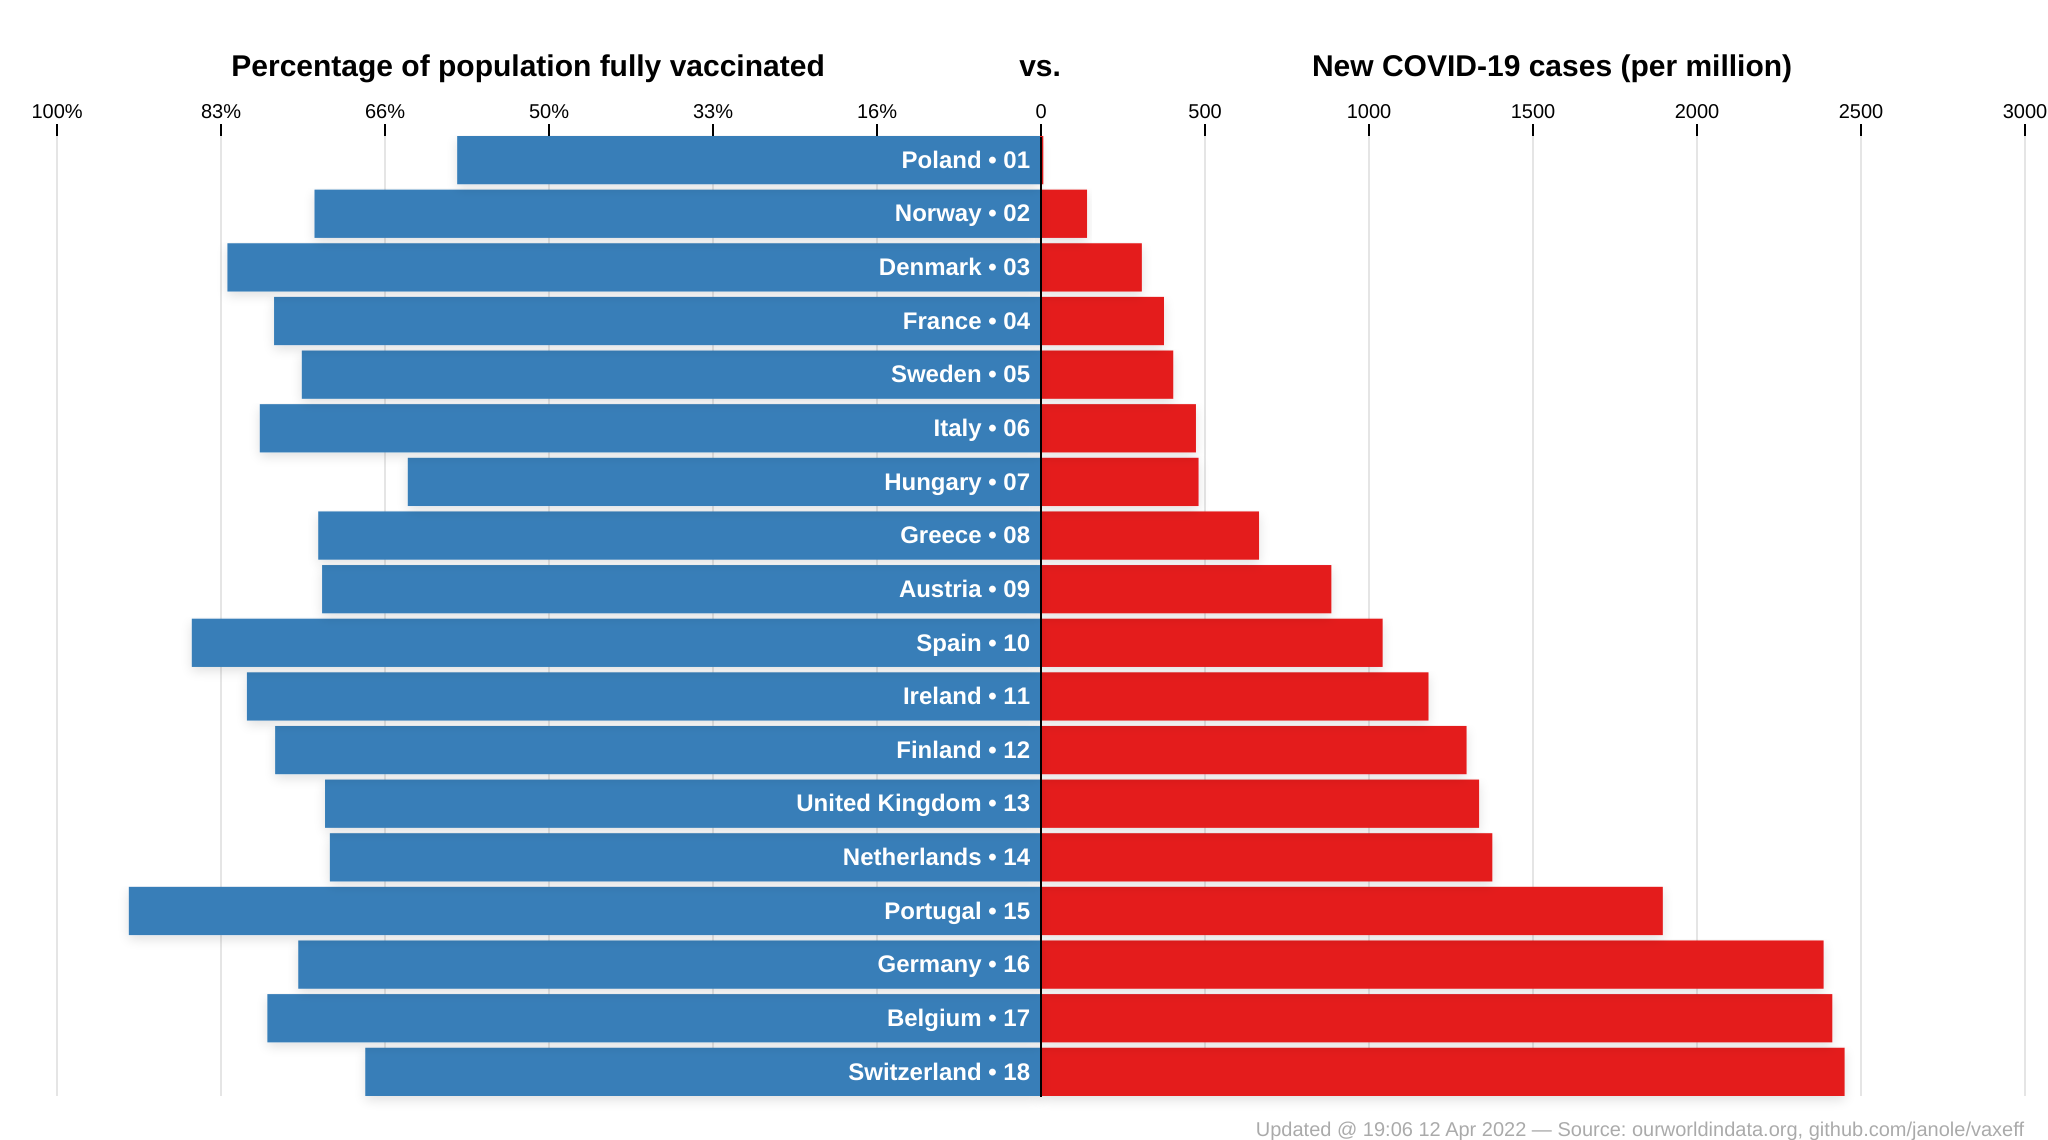 Percentage of population fully vaccinated vs. New COVID-19 cases (per million)
100% 83% 66% 50% 33% 16% 0 500 1000 1500 2000 2500 3000
Poland • 01
Norway • 02
Denmark • 03
France • 04
Sweden • 05
Italy • 06
Hungary • 07
Greece • 08
Austria • 09
Spain • 10
Ireland • 11
Finland • 12
United Kingdom • 13
Netherlands • 14
Portugal • 15
Germany • 16
Belgium • 17
Switzerland • 18
Updated @ 19:06 12 Apr 2022 — Source: ourworldindata.org, github.com/janole/vaxeff